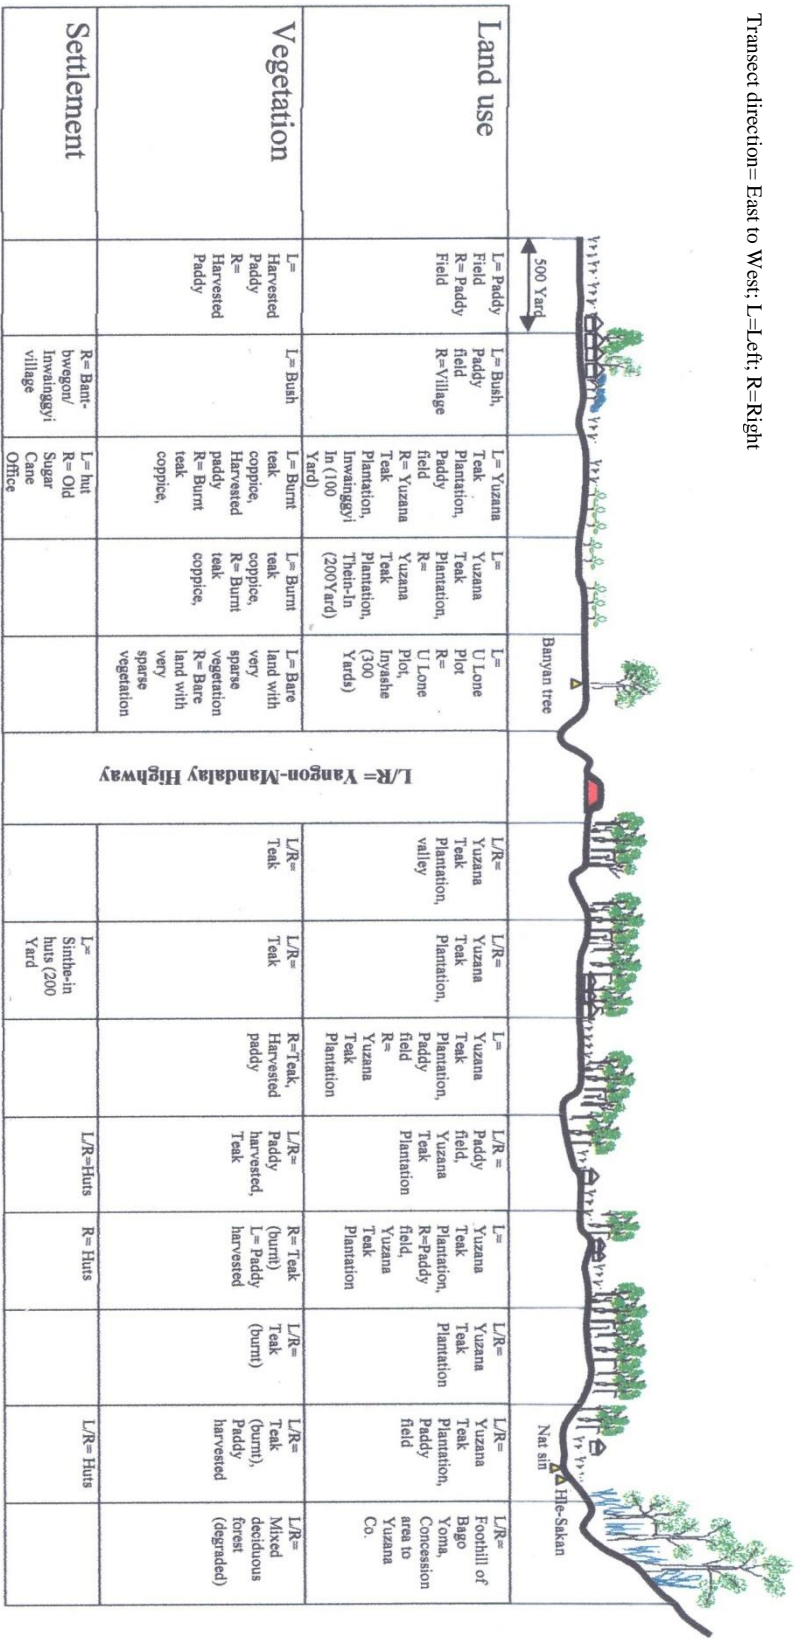 Transect direction= East to West; L=Left; R=Right
500 Yard
Banyan tree
Nat sin
Hle-Sakan
Land use
L= Paddy
Field
R= Paddy
Field
L= Bush,
Paddy
field
R=Village
L= Yuzana
Teak
Plantation,
Paddy
field
R= Yuzana
Teak
Plantation,
Inwainggyi
In (100
Yard)
L=
Yuzana
Teak
Plantation,
R=
Yuzana
Teak
Plantation,
Thein-In
(200Yard)
L=
U Lone
Plot
R=
U Lone
Plot,
Inyashe
(300
Yards)
L/R= Yangon-Mandalay Highway
L/R=
Yuzana
Teak
Plantation,
valley
L/R=
Yuzana
Teak
Plantation,
L=
Yuzana
Teak
Plantation,
Paddy
field
R=
Yuzana
Teak
Plantation
L/R =
Paddy
field,
Yuzana
Teak
Plantation
L=
Yuzana
Teak
Plantation,
R=Paddy
field,
Yuzana
Teak
Plantation
L/R=
Yuzana
Teak
Plantation
L/R=
Yuzana
Teak
Plantation,
Paddy
field
L/R=
Foothill of
Bago
Yoma,
Concession
area to
Yuzana
Co.
Vegetation
L=
Harvested
Paddy
R=
Harvested
Paddy
L= Bush
L= Burnt
teak
coppice,
Harvested
paddy
R= Burnt
teak
coppice,
L= Burnt
teak
coppice,
R= Burnt
teak
coppice,
L= Bare
land with
very
sparse
vegetation
R= Bare
land with
very
sparse
vegetation
L/R=
Teak
L/R=
Teak
R=Teak,
Harvested
paddy
L/R=
Paddy
harvested,
Teak
R= Teak
(burnt)
L= Paddy
harvested
L/R=
Teak
(burnt)
L/R=
Teak
(burnt),
Paddy
harvested
L/R=
Mixed
deciduous
forest
(degraded)
Settlement
R= Bant-
bwegon/
Inwainggyi
village
L= hut
R= Old
Sugar
Cane
Office
L=
Sinthe-in
huts (200
Yard
L/R=Huts
R= Huts
L/R= Huts